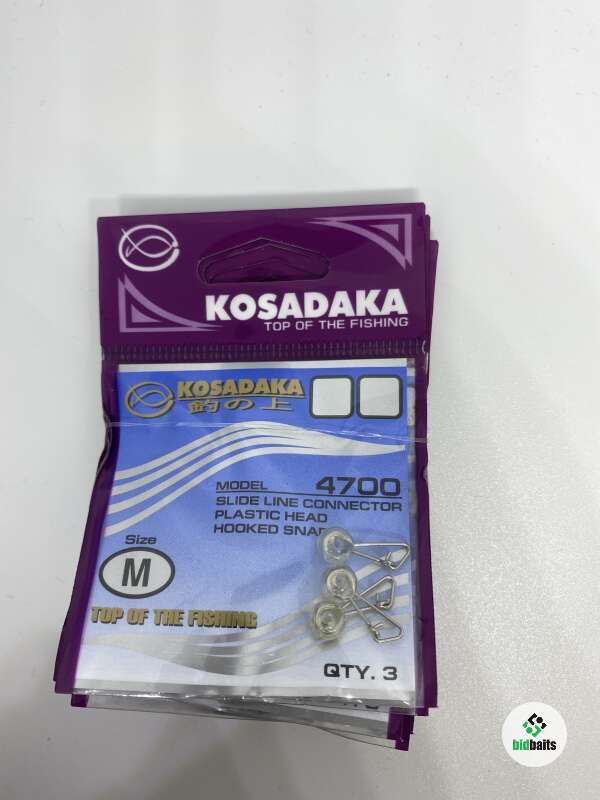 KOSADAKA
TOP OF THE FISHING
KOSADAKA
釣の上
MODEL 4700
SLIDE LINE CONNECTOR
PLASTIC HEAD
HOOKED SNAP
Size
M
TOP OF THE FISHING
QTY. 3
bidbaits